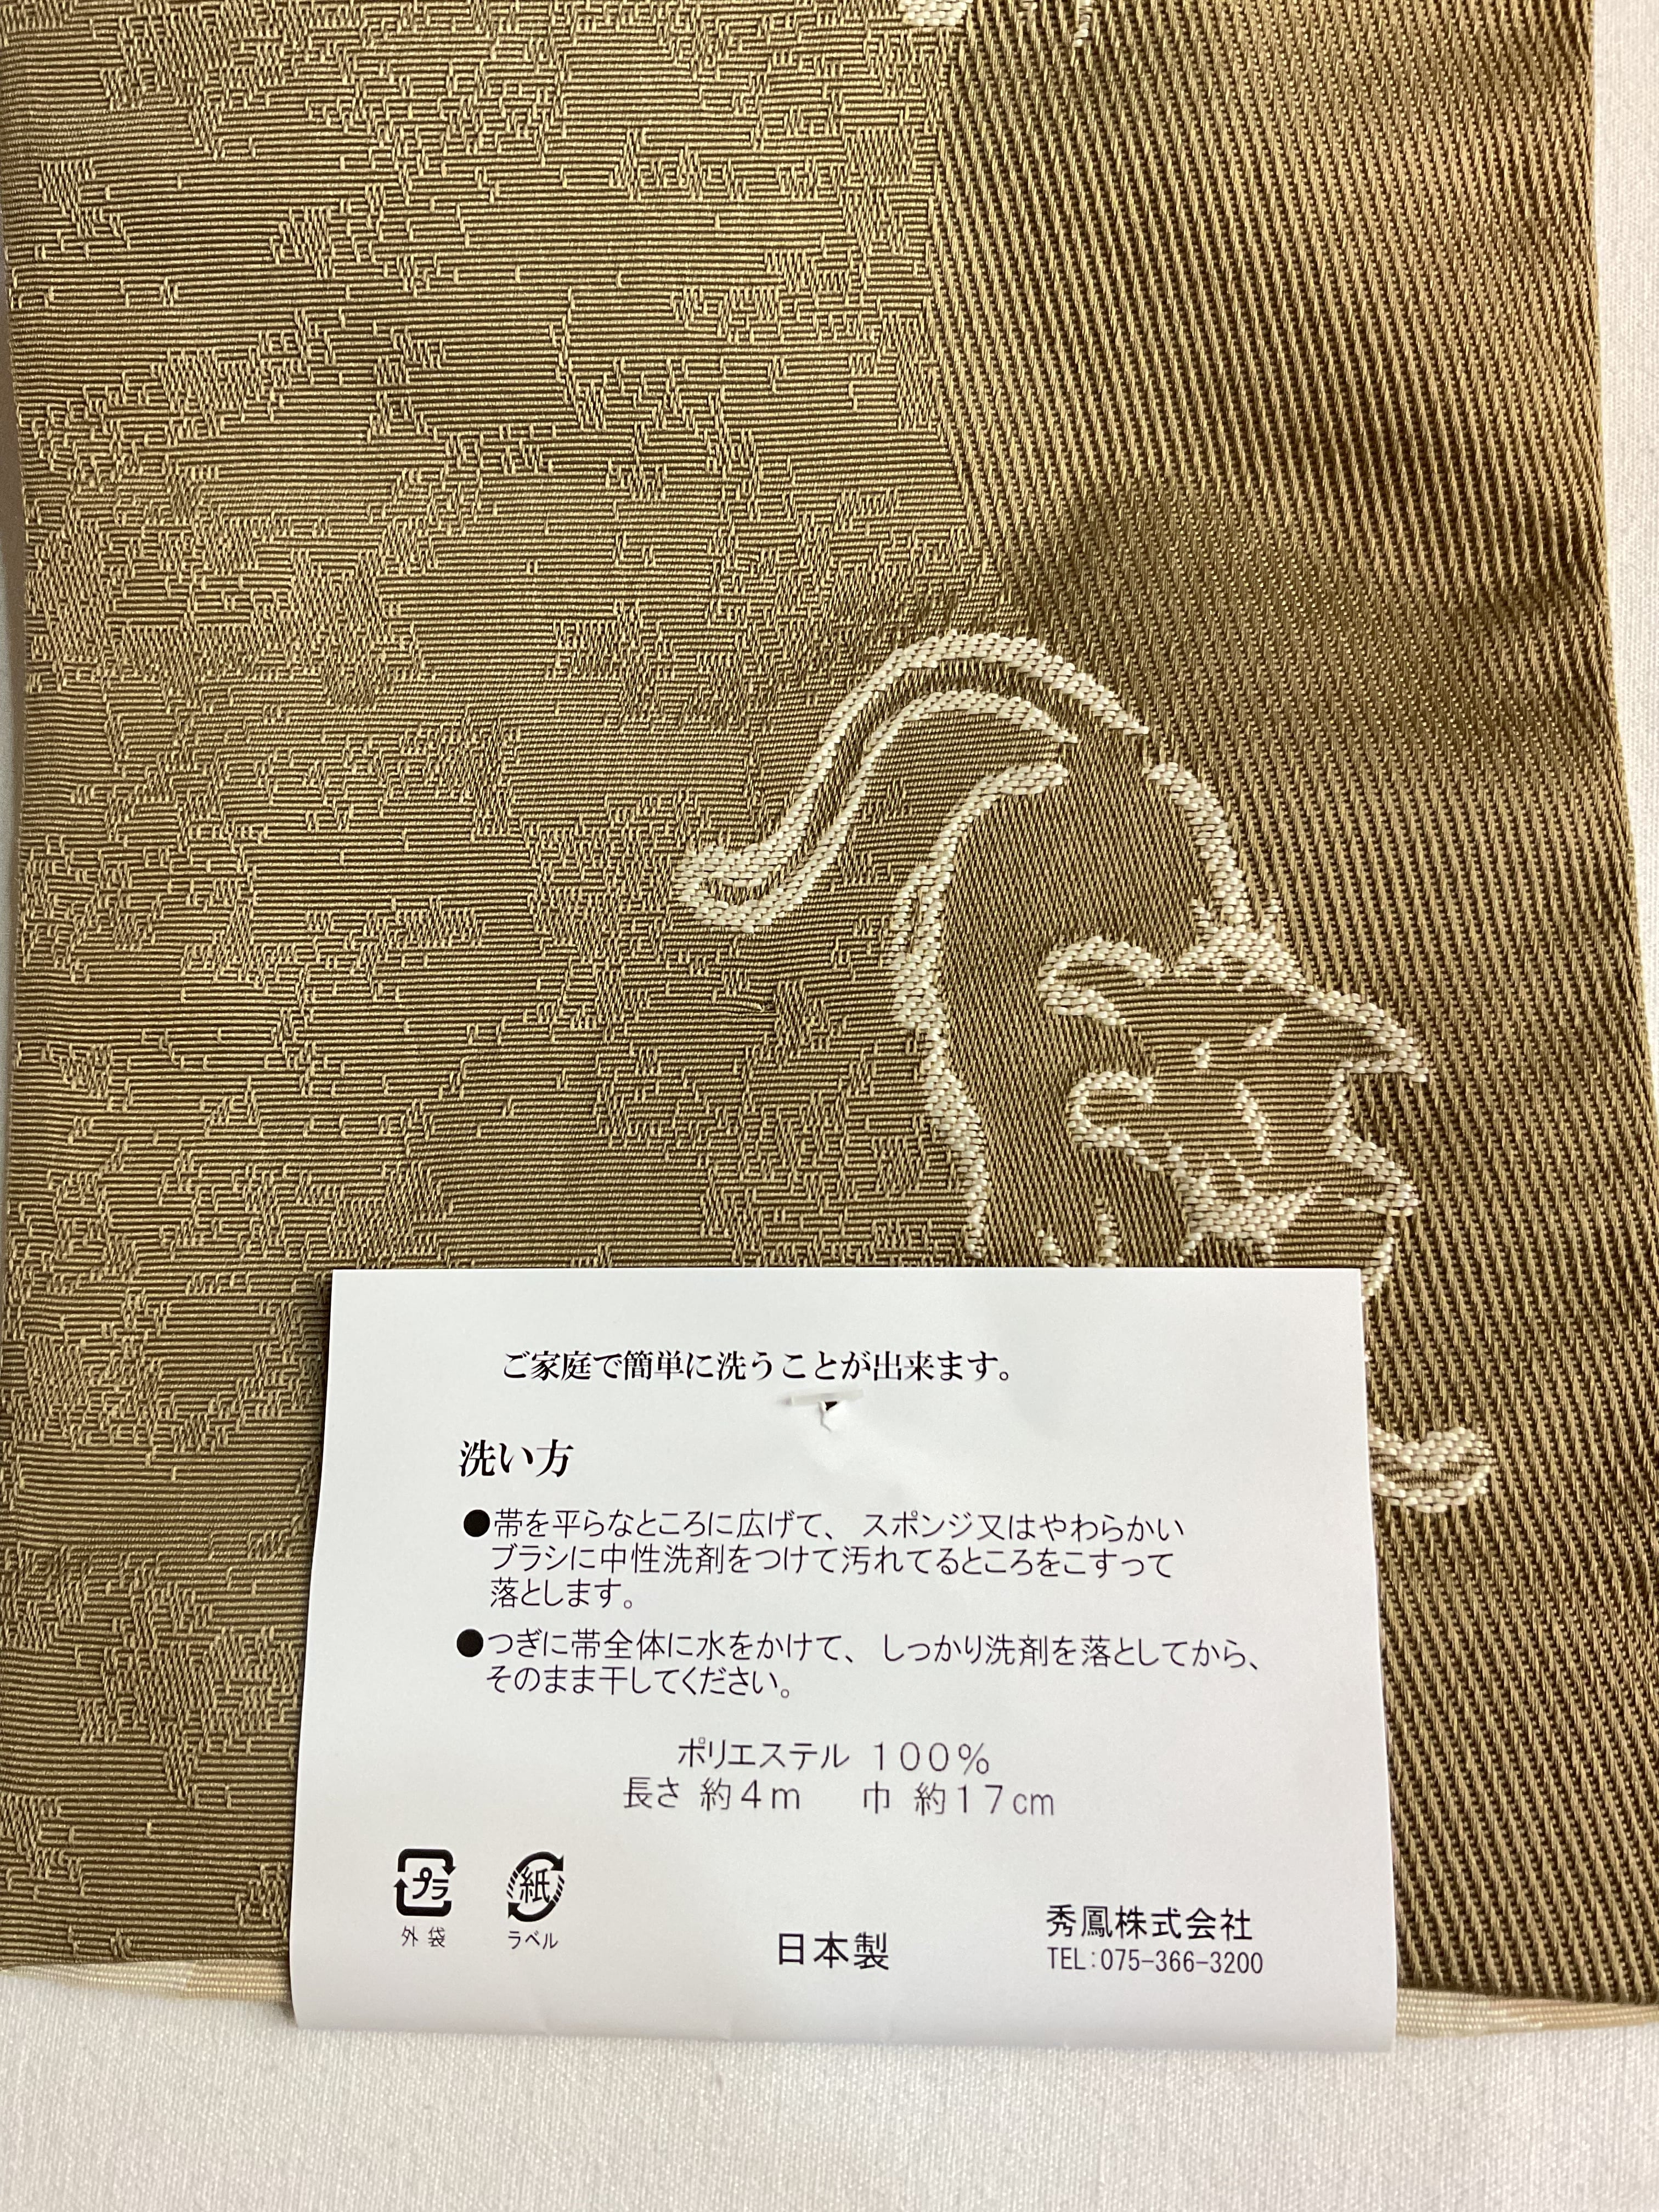 ご家庭で簡単に洗うことが出来ます。
洗い方
●帯を平らなところに広げて、スポンジ又はやわらかい
ブラシに中性洗剤をつけて汚れてるところをこすって
落とします。
●つぎに帯全体に水をかけて、しっかり洗剤を落としてから、
そのまま干してください。
ポリエステル １００％
長さ 約４ｍ　巾 約１７cm
プラ
外袋
紙
ラベル
日本製
秀鳳株式会社
TEL:075-366-3200